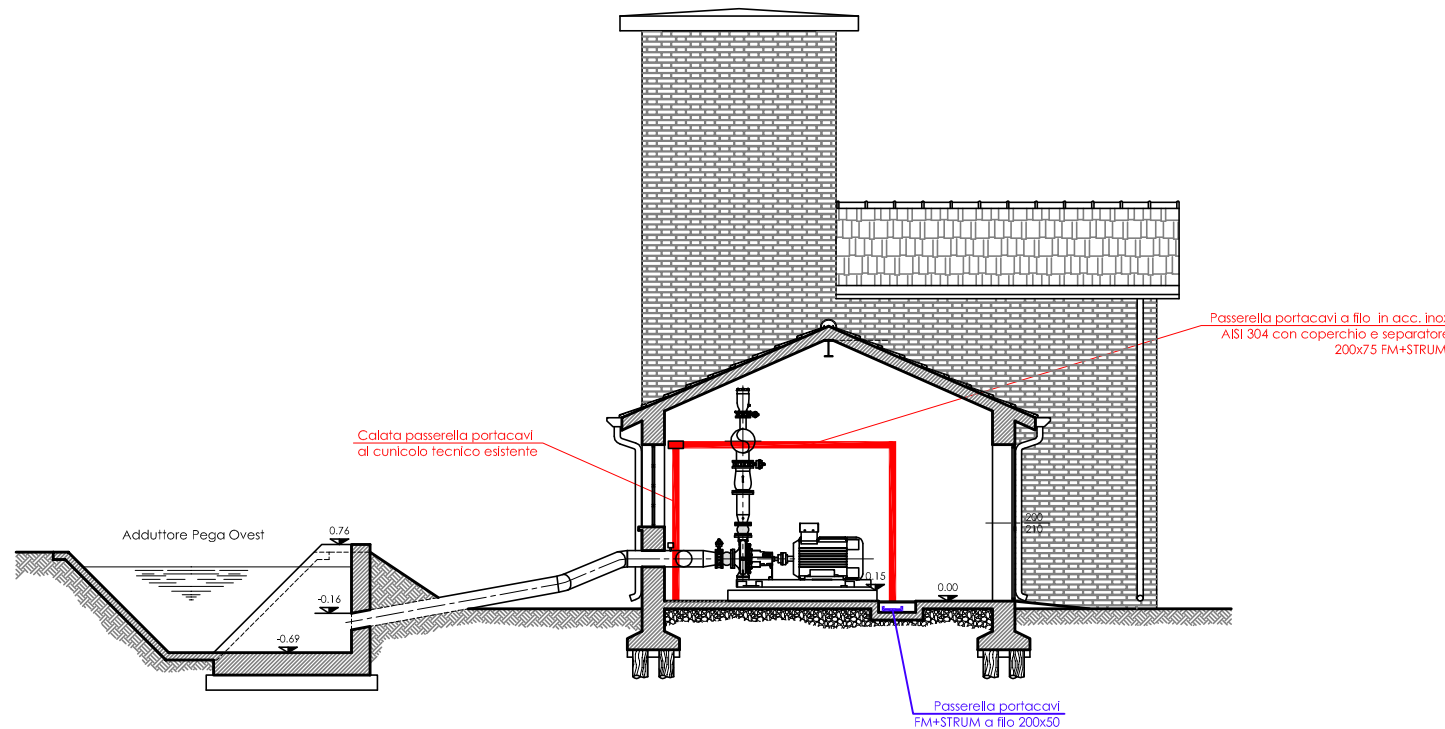 Passerella portacavi a filo in acc. inox
AISI 304 con coperchio e separatore
200x75 FM+STRUM
Calata passerella portacavi
al cunicolo tecnico esistente
Adduttore Pega Ovest
0.76
200
210
0.15
0.00
-0.16
-0.69
Passerella portacavi
FM+STRUM a filo 200x50